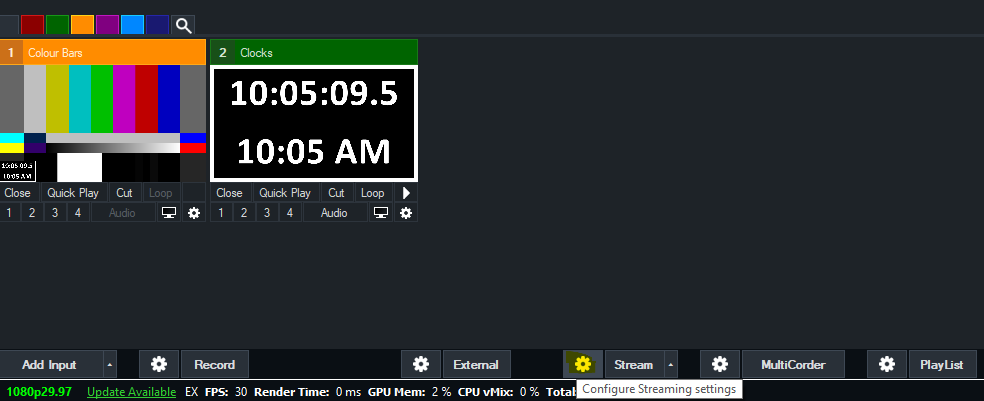 1 Colour Bars
2 Clocks
10:05:09.5
10:05 AM
10:05:09.5
10:05 AM
Close Quick Play Cut Loop
Close Quick Play Cut Loop
1 2 3 4 Audio
1 2 3 4 Audio
Add Input Record External Stream MultiCorder PlayList
1080p29.97 Update Available EX FPS: 30 Render Time: 0 ms GPU Mem: 2 % CPU vMix: 0 % Total
Configure Streaming settings